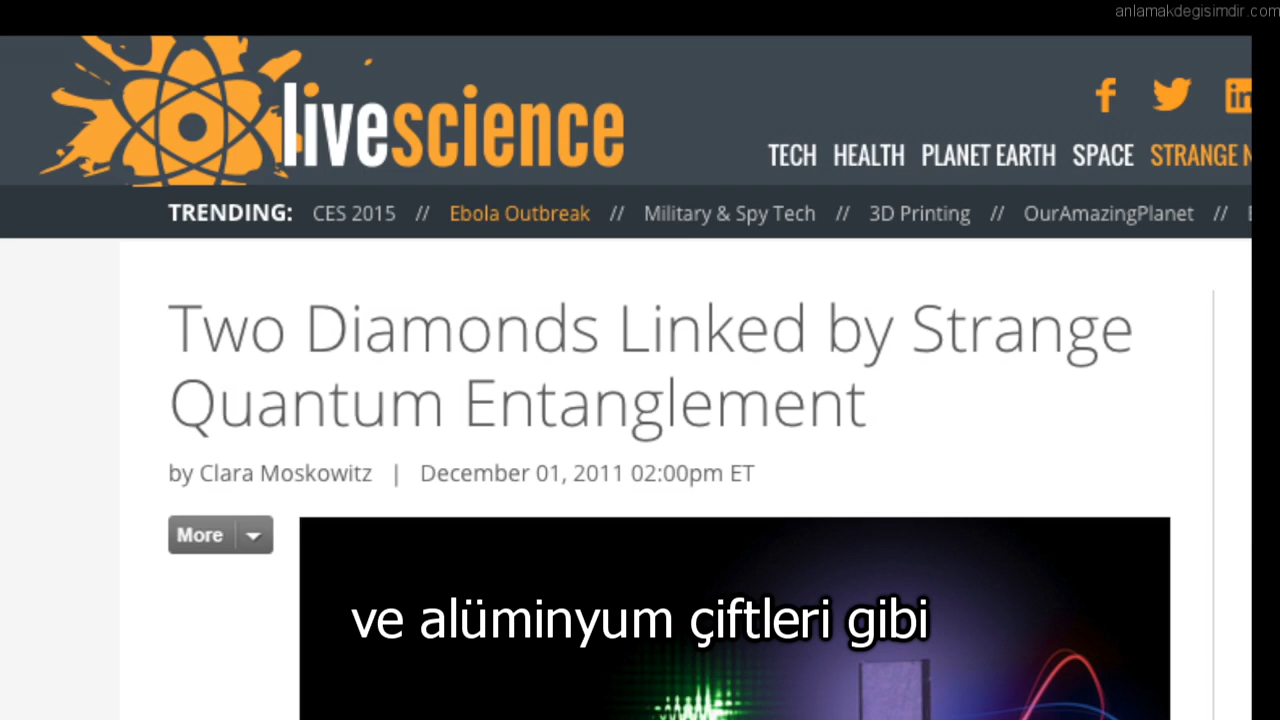 anlamakdegisimdir.com
livescience
TECH HEALTH PLANET EARTH SPACE STRANGE
TRENDING: CES 2015 // Ebola Outbreak // Military & Spy Tech // 3D Printing // OurAmazingPlanet //
Two Diamonds Linked by Strange
Quantum Entanglement
by Clara Moskowitz | December 01, 2011 02:00pm ET
More
ve alüminyum çiftleri gibi